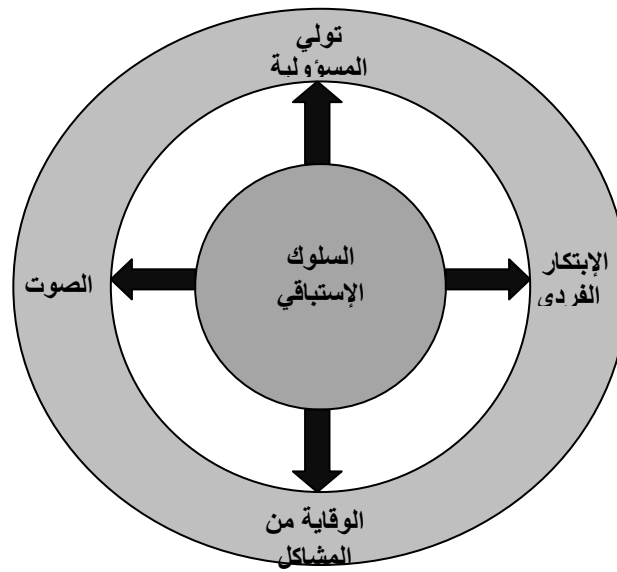 تولي
المسؤولية
السلوك
الإستباقي
الإبتكار
الفردي
الصوت
الوقاية من
المشاكل